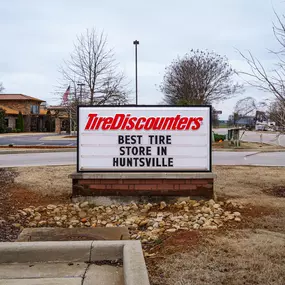 TireDiscounters
BEST TIRE
STORE IN
HUNTSVILLE